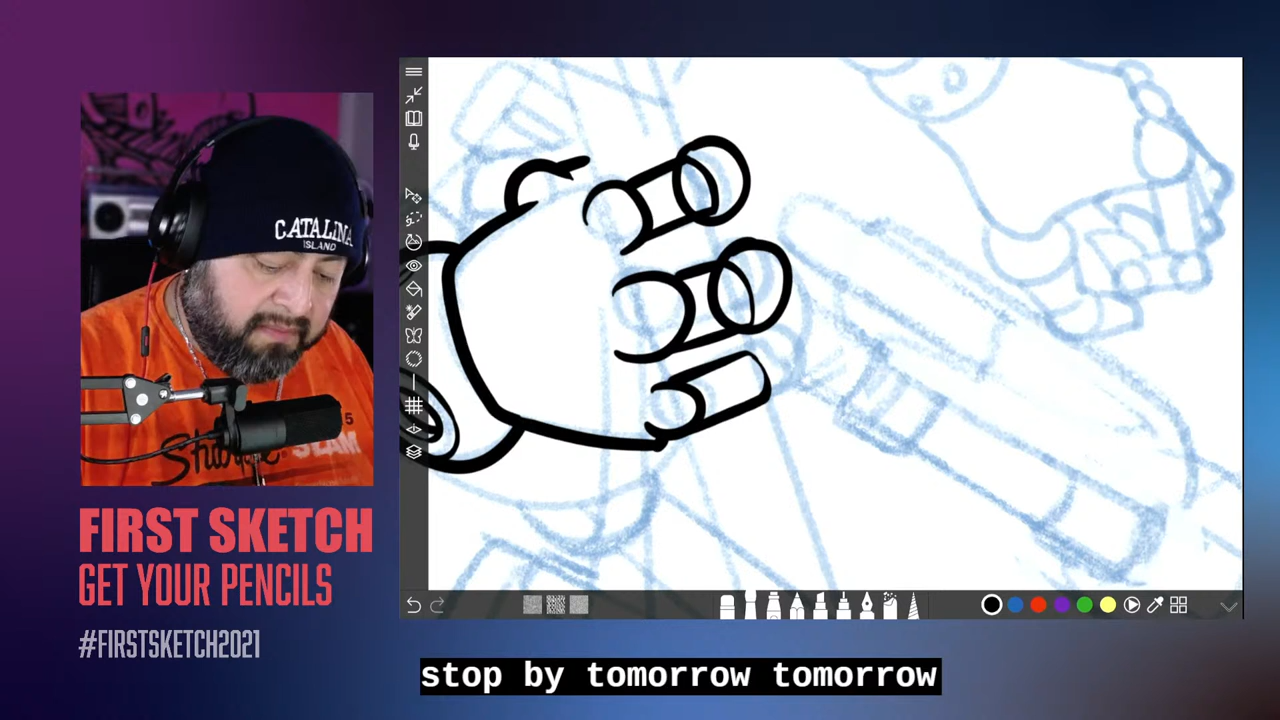 CATALINA
ISLAND
FIRST SKETCH
GET YOUR PENCILS
#FIRSTSKETCH2021
stop by tomorrow tomorrow